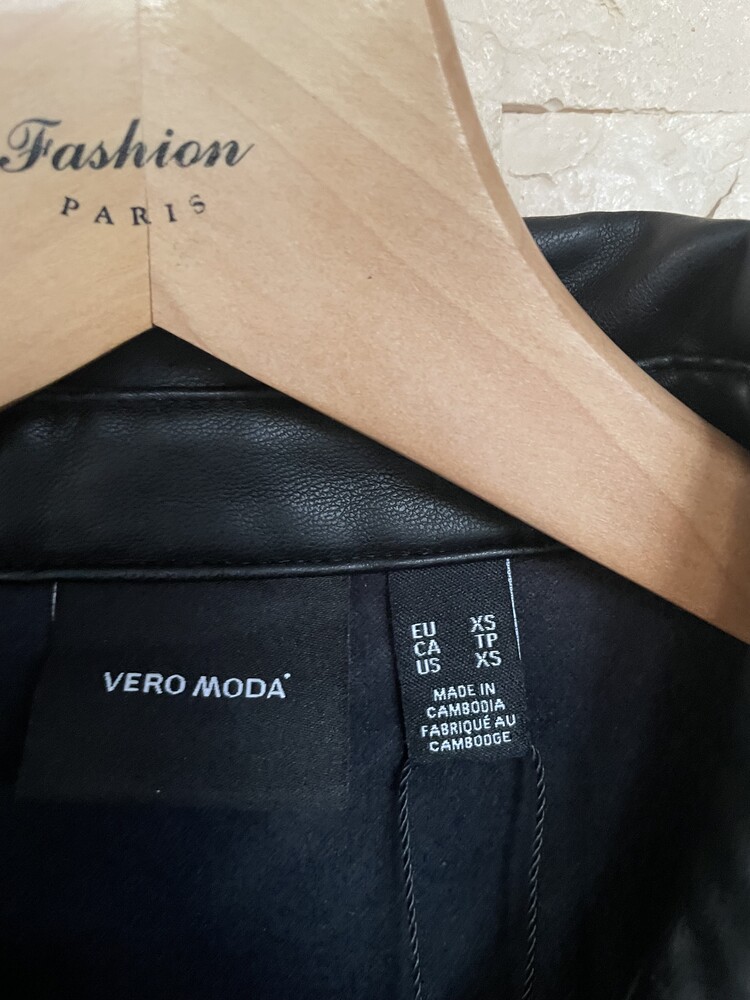 Fashion
PARIS
VERO MODA
EU XS
CA TP
US XS
MADE IN
CAMBODIA
FABRIQUÉ AU
CAMBODGE